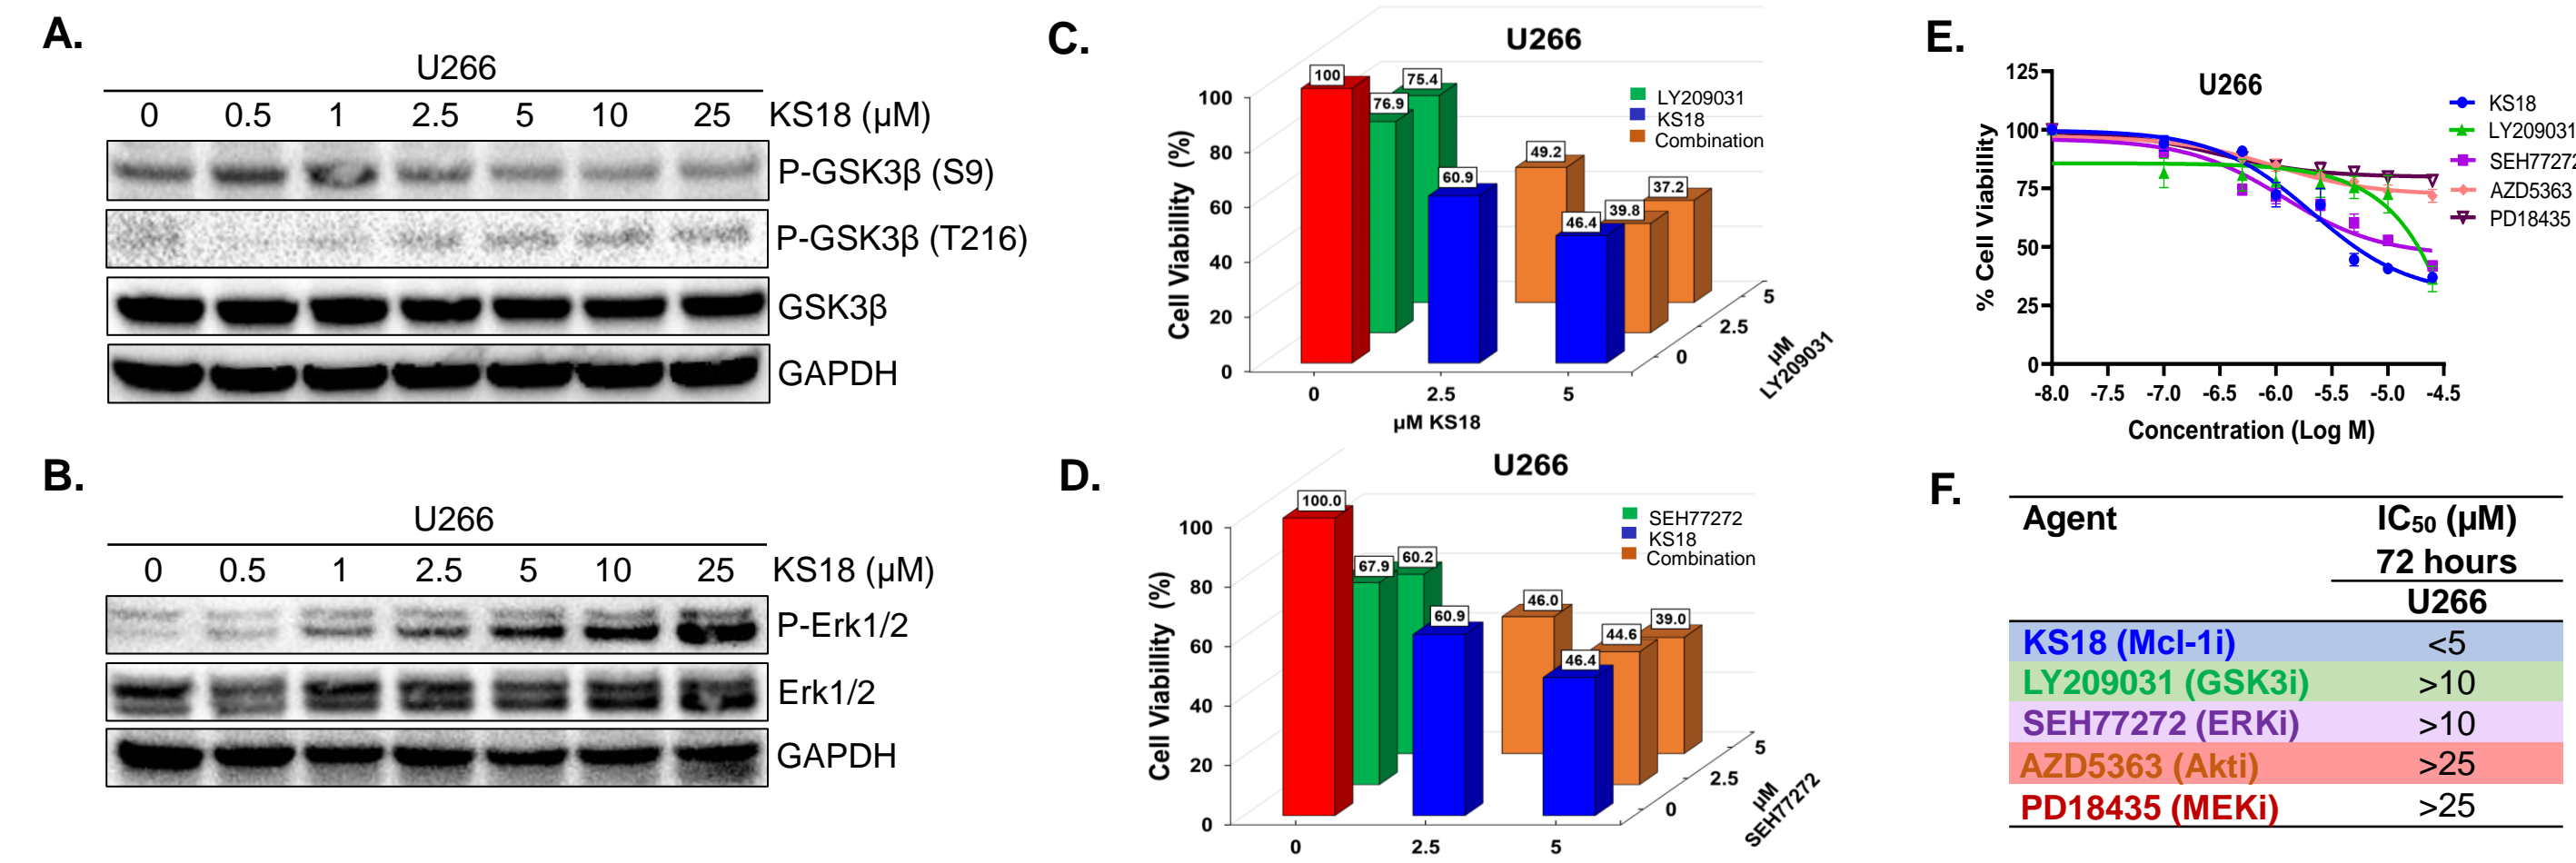 A.
U266
0 0.5 1 2.5 5 10 25 KS18 (µM)
P-GSK3β (S9)
P-GSK3β (T216)
GSK3β
GAPDH
B.
U266
0 0.5 1 2.5 5 10 25 KS18 (µM)
P-Erk1/2
Erk1/2
GAPDH
C.
U266
LY209031
KS18
Combination
Cell Viabillity (%)
100
80
60
40
20
0
100
76.9
75.4
60.9
49.2
46.4
39.8
37.2
0 2.5 5
µM KS18
0
2.5
5
µM
LY209031
D.
U266
SEH77272
KS18
Combination
Cell Viabillity (%)
100
80
60
40
20
0
100.0
67.9
60.2
60.9
46.0
46.4
44.6
39.0
0 2.5 5
0
2.5
5
µM
SEH77272
E.
U266
% Cell Viabillity
125
100
75
50
25
0
-8.0 -7.5 -7.0 -6.5 -6.0 -5.5 -5.0 -4.5
Concentration (Log M)
KS18
LY209031
SEH77272
AZD5363
PD18435
F.
Agent IC50 (µM)
72 hours
U266
KS18 (Mcl-1i) <5
LY209031 (GSK3i) >10
SEH77272 (ERKi) >10
AZD5363 (Akti) >25
PD18435 (MEKi) >25